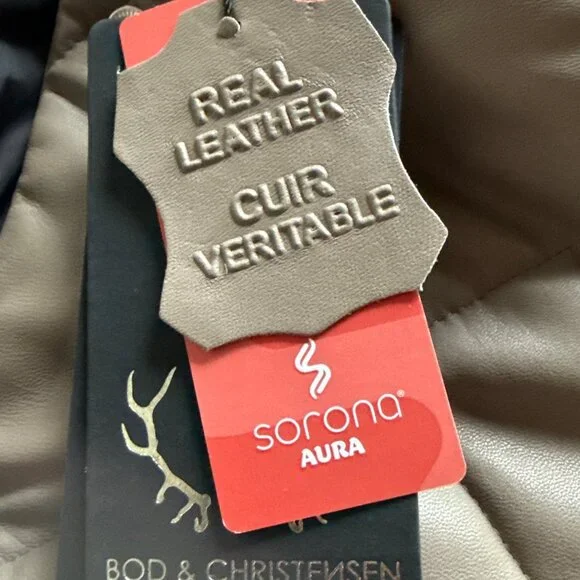 REAL
LEATHER
CUIR
VERITABLE
sorona®
AURA
BOD & CHRISTENSEN